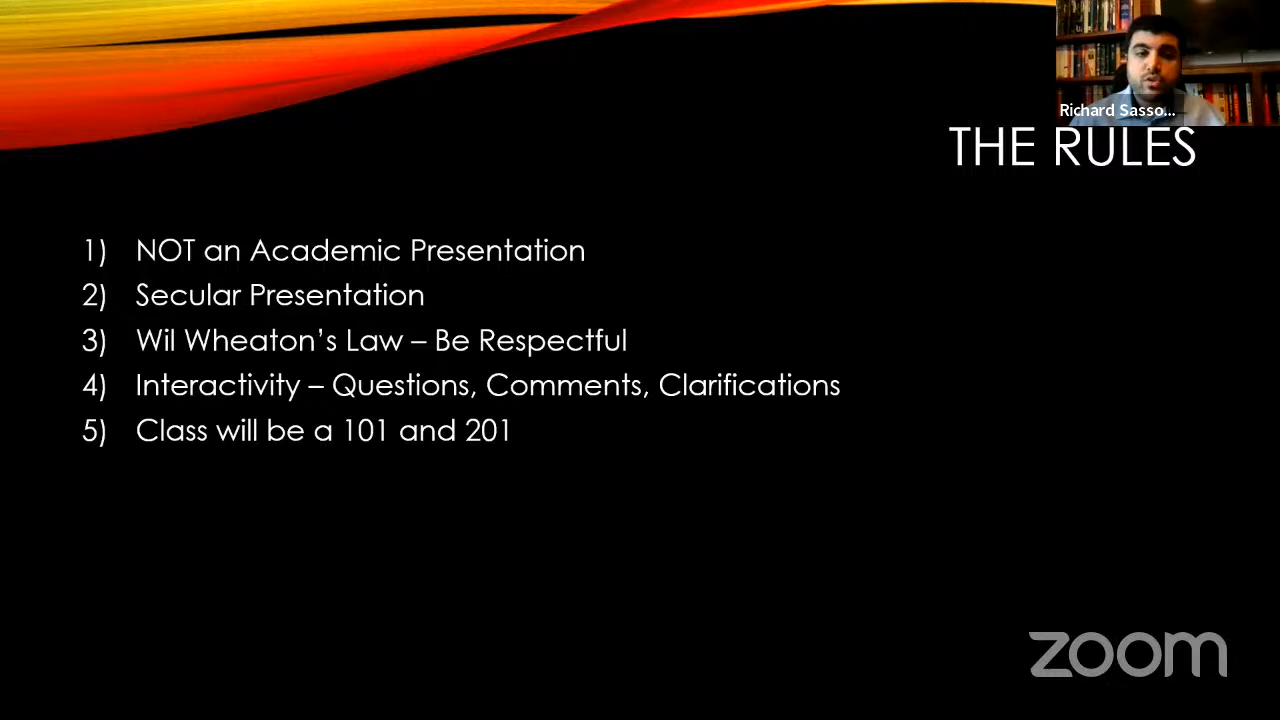 Richard Sasso...
THE RULES
1) NOT an Academic Presentation
2) Secular Presentation
3) Wil Wheaton's Law – Be Respectful
4) Interactivity – Questions, Comments, Clarifications
5) Class will be a 101 and 201
zoom